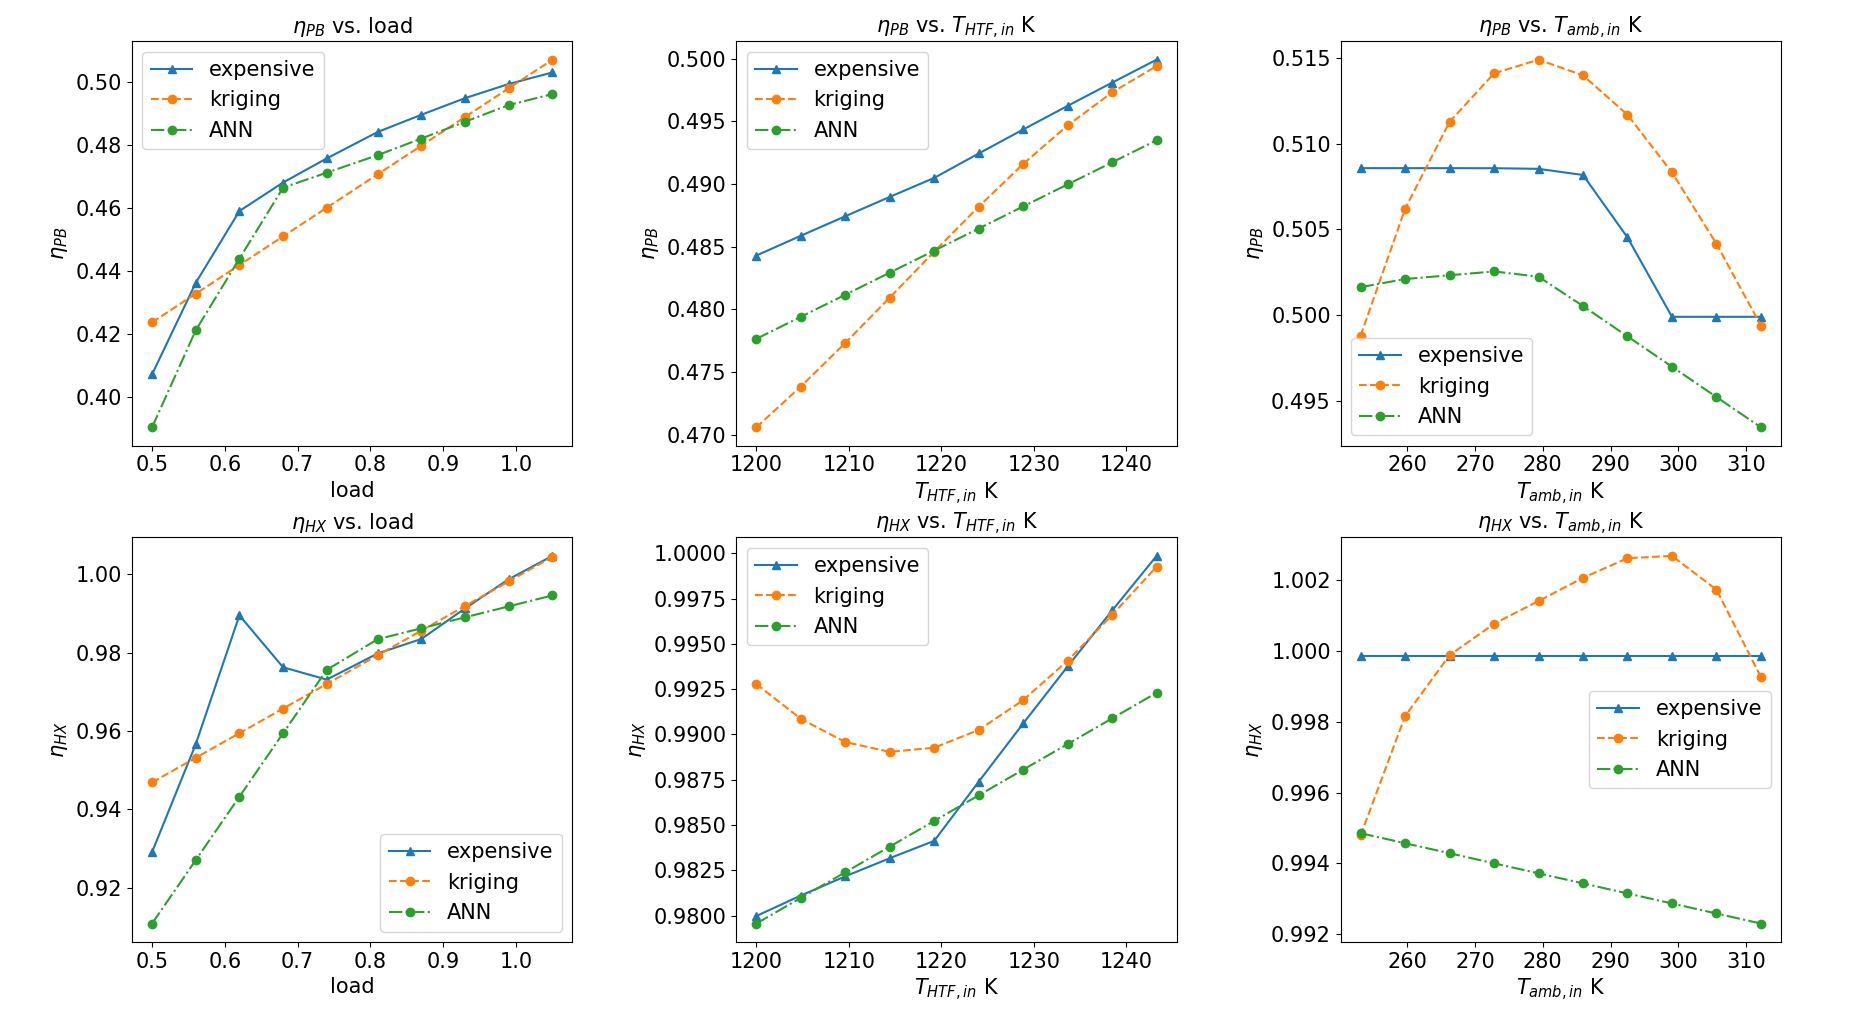 η_PB vs. load
0.50
0.48
0.46
0.44
0.42
0.40
η_PB
expensive
kriging
ANN
0.5 0.6 0.7 0.8 0.9 1.0
load
η_PB vs. T_HTF,in K
0.500
0.495
0.490
0.485
0.480
0.475
0.470
η_PB
expensive
kriging
ANN
1200 1210 1220 1230 1240
T_HTF,in K
η_PB vs. T_amb,in K
0.515
0.510
0.505
0.500
0.495
η_PB
expensive
kriging
ANN
260 270 280 290 300 310
T_amb,in K
η_HX vs. load
1.00
0.98
0.96
0.94
0.92
η_HX
expensive
kriging
ANN
0.5 0.6 0.7 0.8 0.9 1.0
load
η_HX vs. T_HTF,in K
1.0000
0.9975
0.9950
0.9925
0.9900
0.9875
0.9850
0.9825
0.9800
η_HX
expensive
kriging
ANN
1200 1210 1220 1230 1240
T_HTF,in K
η_HX vs. T_amb,in K
1.002
1.000
0.998
0.996
0.994
0.992
η_HX
expensive
kriging
ANN
260 270 280 290 300 310
T_amb,in K